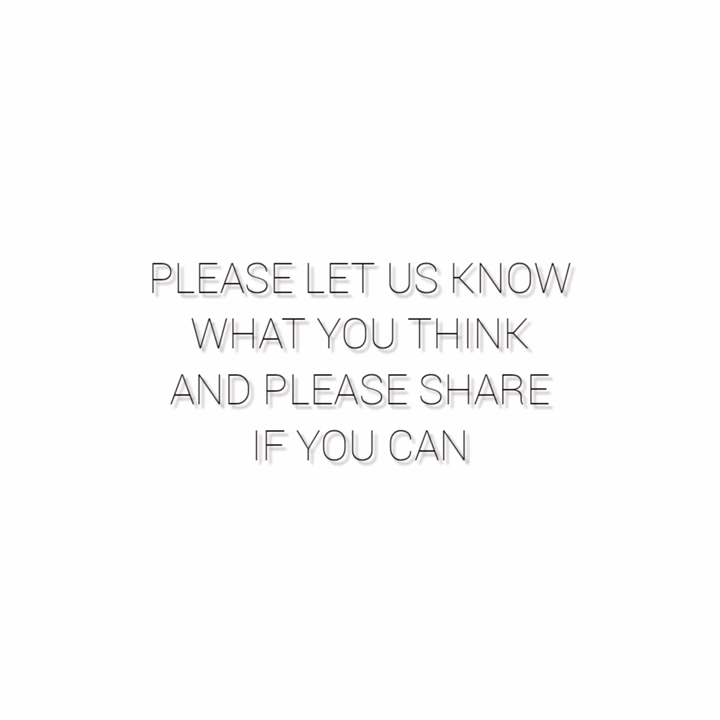 PLEASE LET US KNOW
WHAT YOU THINK
AND PLEASE SHARE
IF YOU CAN